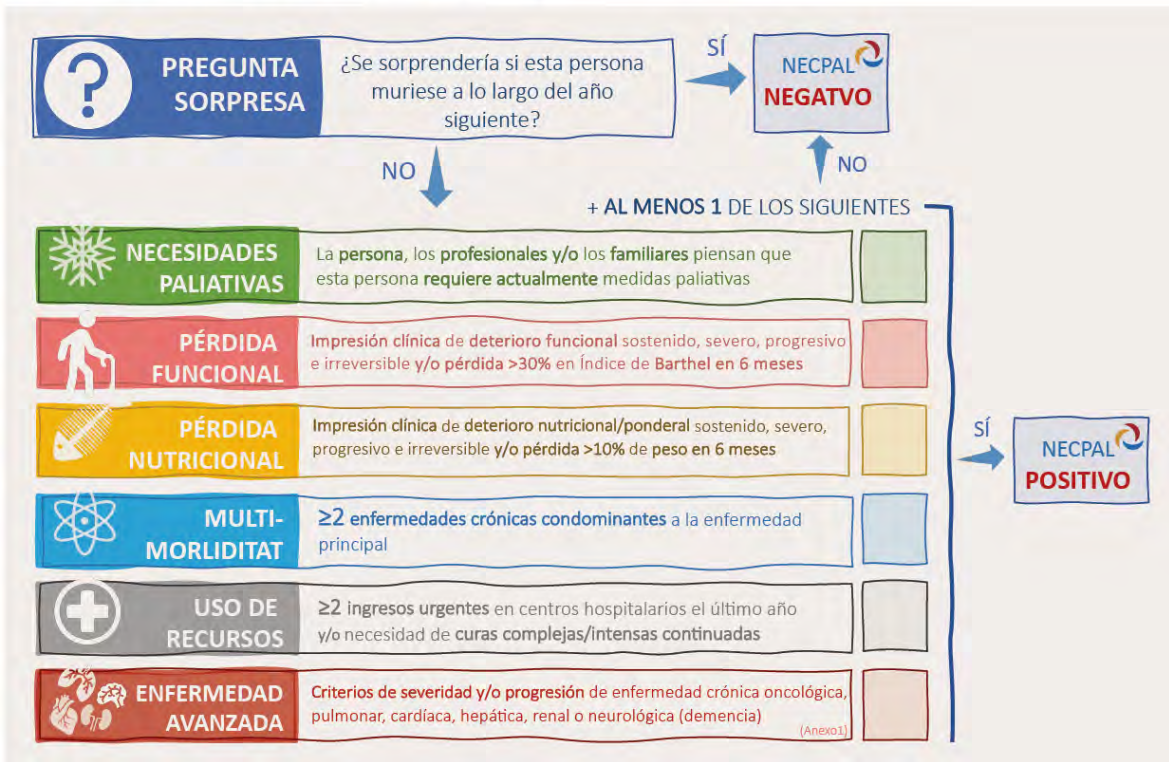 PREGUNTA
SORPRESA
¿Se sorprendería si esta persona
muriese a lo largo del año
siguiente?
SÍ
NECPAL
NEGATVO
NO
NO
+ AL MENOS 1 DE LOS SIGUIENTES
NECESIDADES
PALIATIVAS
La persona, los profesionales y/o los familiares piensan que
esta persona requiere actualmente medidas paliativas
PÉRDIDA
FUNCIONAL
Impresión clínica de deterioro funcional sostenido, severo, progresivo
e irreversible y/o pérdida >30% en Índice de Barthel en 6 meses
PÉRDIDA
NUTRICIONAL
Impresión clínica de deterioro nutricional/ponderal sostenido, severo,
progresivo e irreversible y/o pérdida >10% de peso en 6 meses
SÍ
NECPAL
POSITIVO
MULTI-
MORLIDITAT
≥2 enfermedades crónicas condominantes a la enfermedad
principal
USO DE
RECURSOS
≥2 ingresos urgentes en centros hospitalarios el último año
y/o necesidad de curas complejas/intensas continuadas
ENFERMEDAD
AVANZADA
Criterios de severidad y/o progresión de enfermedad crónica oncológica,
pulmonar, cardíaca, hepática, renal o neurológica (demencia)
(Anexo1)